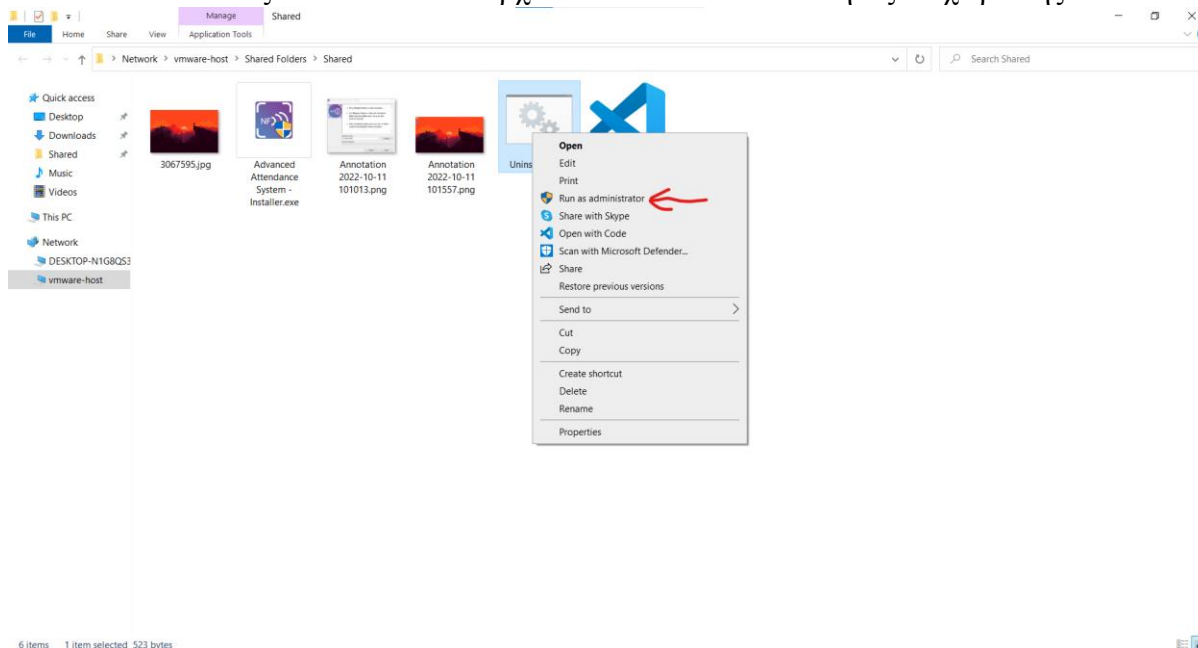 Manage
Shared
File
Home
Share
View
Application Tools
Network > vmware-host > Shared Folders > Shared
Search Shared
Quick access
Desktop
Downloads
Shared
Music
Videos
This PC
Network
DESKTOP-N1G8QS3
vmware-host
3067595.jpg
Advanced
Attendance
System -
Installer.exe
Annotation
2022-10-11
101013.png
Annotation
2022-10-11
101557.png
Unins
Open
Edit
Print
Run as administrator
Share with Skype
Open with Code
Scan with Microsoft Defender...
Share
Restore previous versions
Send to
Cut
Copy
Create shortcut
Delete
Rename
Properties
6 items
1 item selected 523 bytes